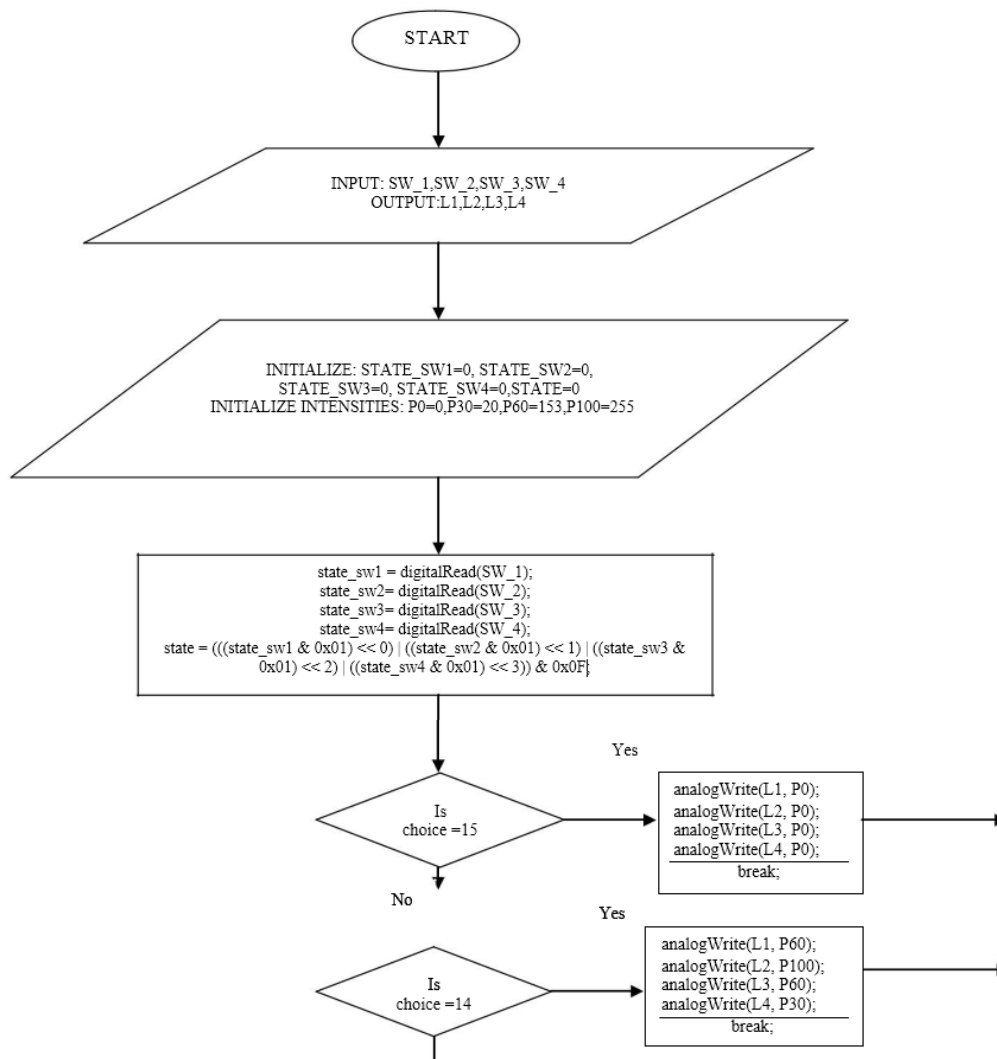 START
INPUT: SW_1,SW_2,SW_3,SW_4
OUTPUT:L1,L2,L3,L4
INITIALIZE: STATE_SW1=0, STATE_SW2=0,
STATE_SW3=0, STATE_SW4=0,STATE=0
INITIALIZE INTENSITIES: P0=0,P30=20,P60=153,P100=255
state_sw1 = digitalRead(SW_1);
state_sw2= digitalRead(SW_2);
state_sw3= digitalRead(SW_3);
state_sw4= digitalRead(SW_4);
state = (((state_sw1 & 0x01) << 0) | ((state_sw2 & 0x01) << 1) | ((state_sw3 &
0x01) << 2) | ((state_sw4 & 0x01) << 3)) & 0x0F;
Yes
Is
choice =15
analogWrite(L1, P0);
analogWrite(L2, P0);
analogWrite(L3, P0);
analogWrite(L4, P0);
break;
No
Yes
Is
choice =14
analogWrite(L1, P60);
analogWrite(L2, P100);
analogWrite(L3, P60);
analogWrite(L4, P30);
break;